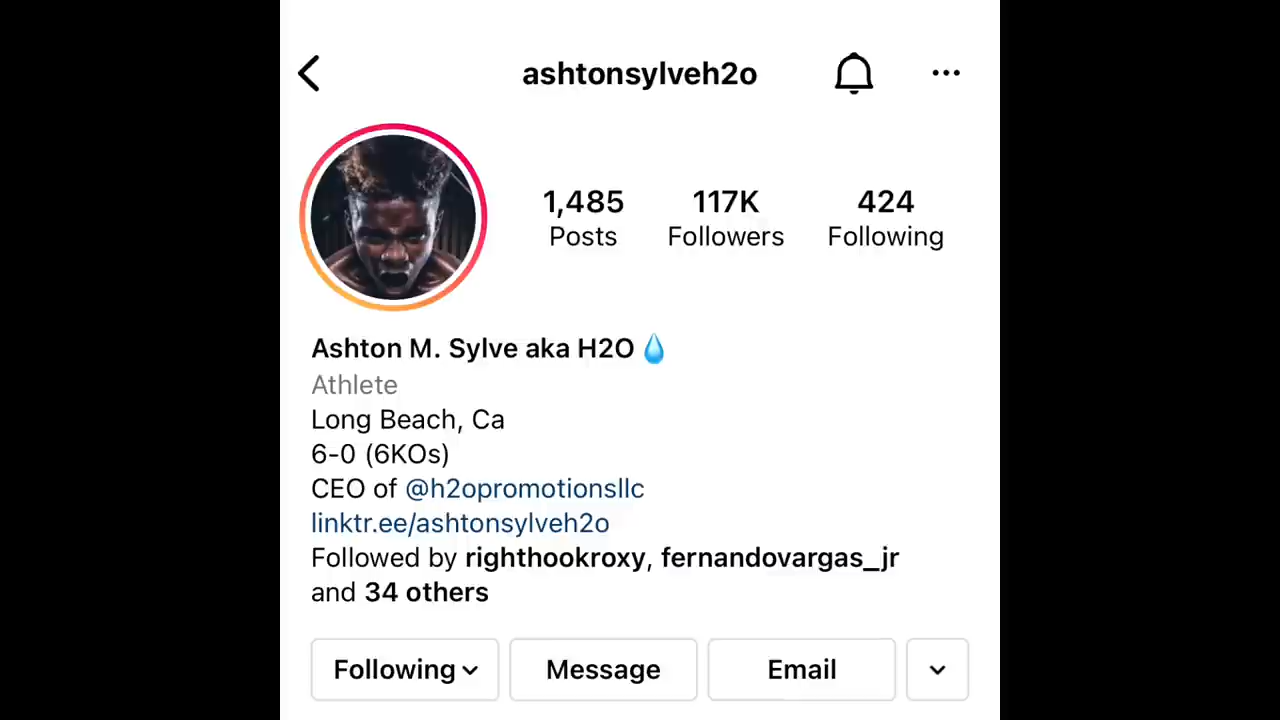 ashtonsylveh2o
1,485 117K 424
Posts Followers Following
Ashton M. Sylve aka H2O 💧
Athlete
Long Beach, Ca
6-0 (6KOs)
CEO of @h2opromotionsllc
linktr.ee/ashtonsylveh2o
Followed by righthookroxy, fernandovargas_jr
and 34 others
Following Message Email